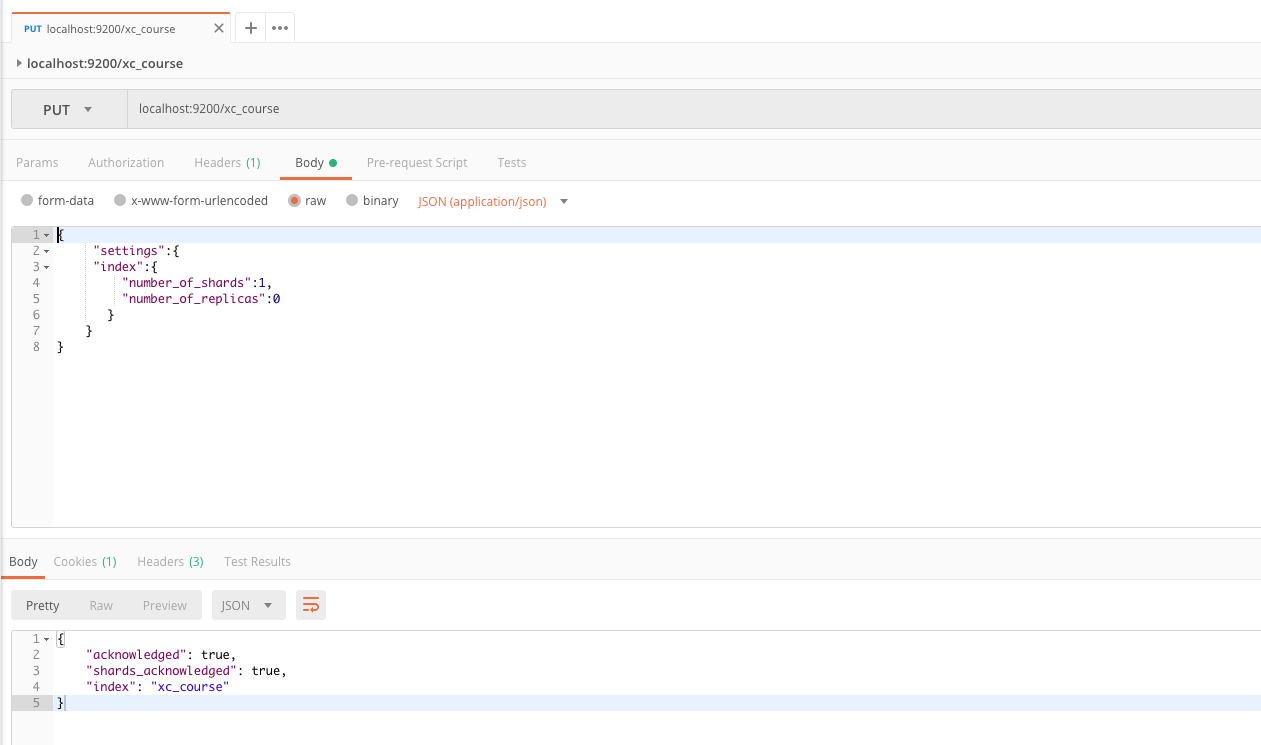 PUT localhost:9200/xc_course
localhost:9200/xc_course
PUT localhost:9200/xc_course
Params Authorization Headers (1) Body Pre-request Script Tests
form-data x-www-form-urlencoded raw binary JSON (application/json)
1 {
2 "settings":{
3 "index":{
4 "number_of_shards":1,
5 "number_of_replicas":0
6 }
7 }
8 }
Body Cookies (1) Headers (3) Test Results
Pretty Raw Preview JSON
1 {
2 "acknowledged": true,
3 "shards_acknowledged": true,
4 "index": "xc_course"
5 }